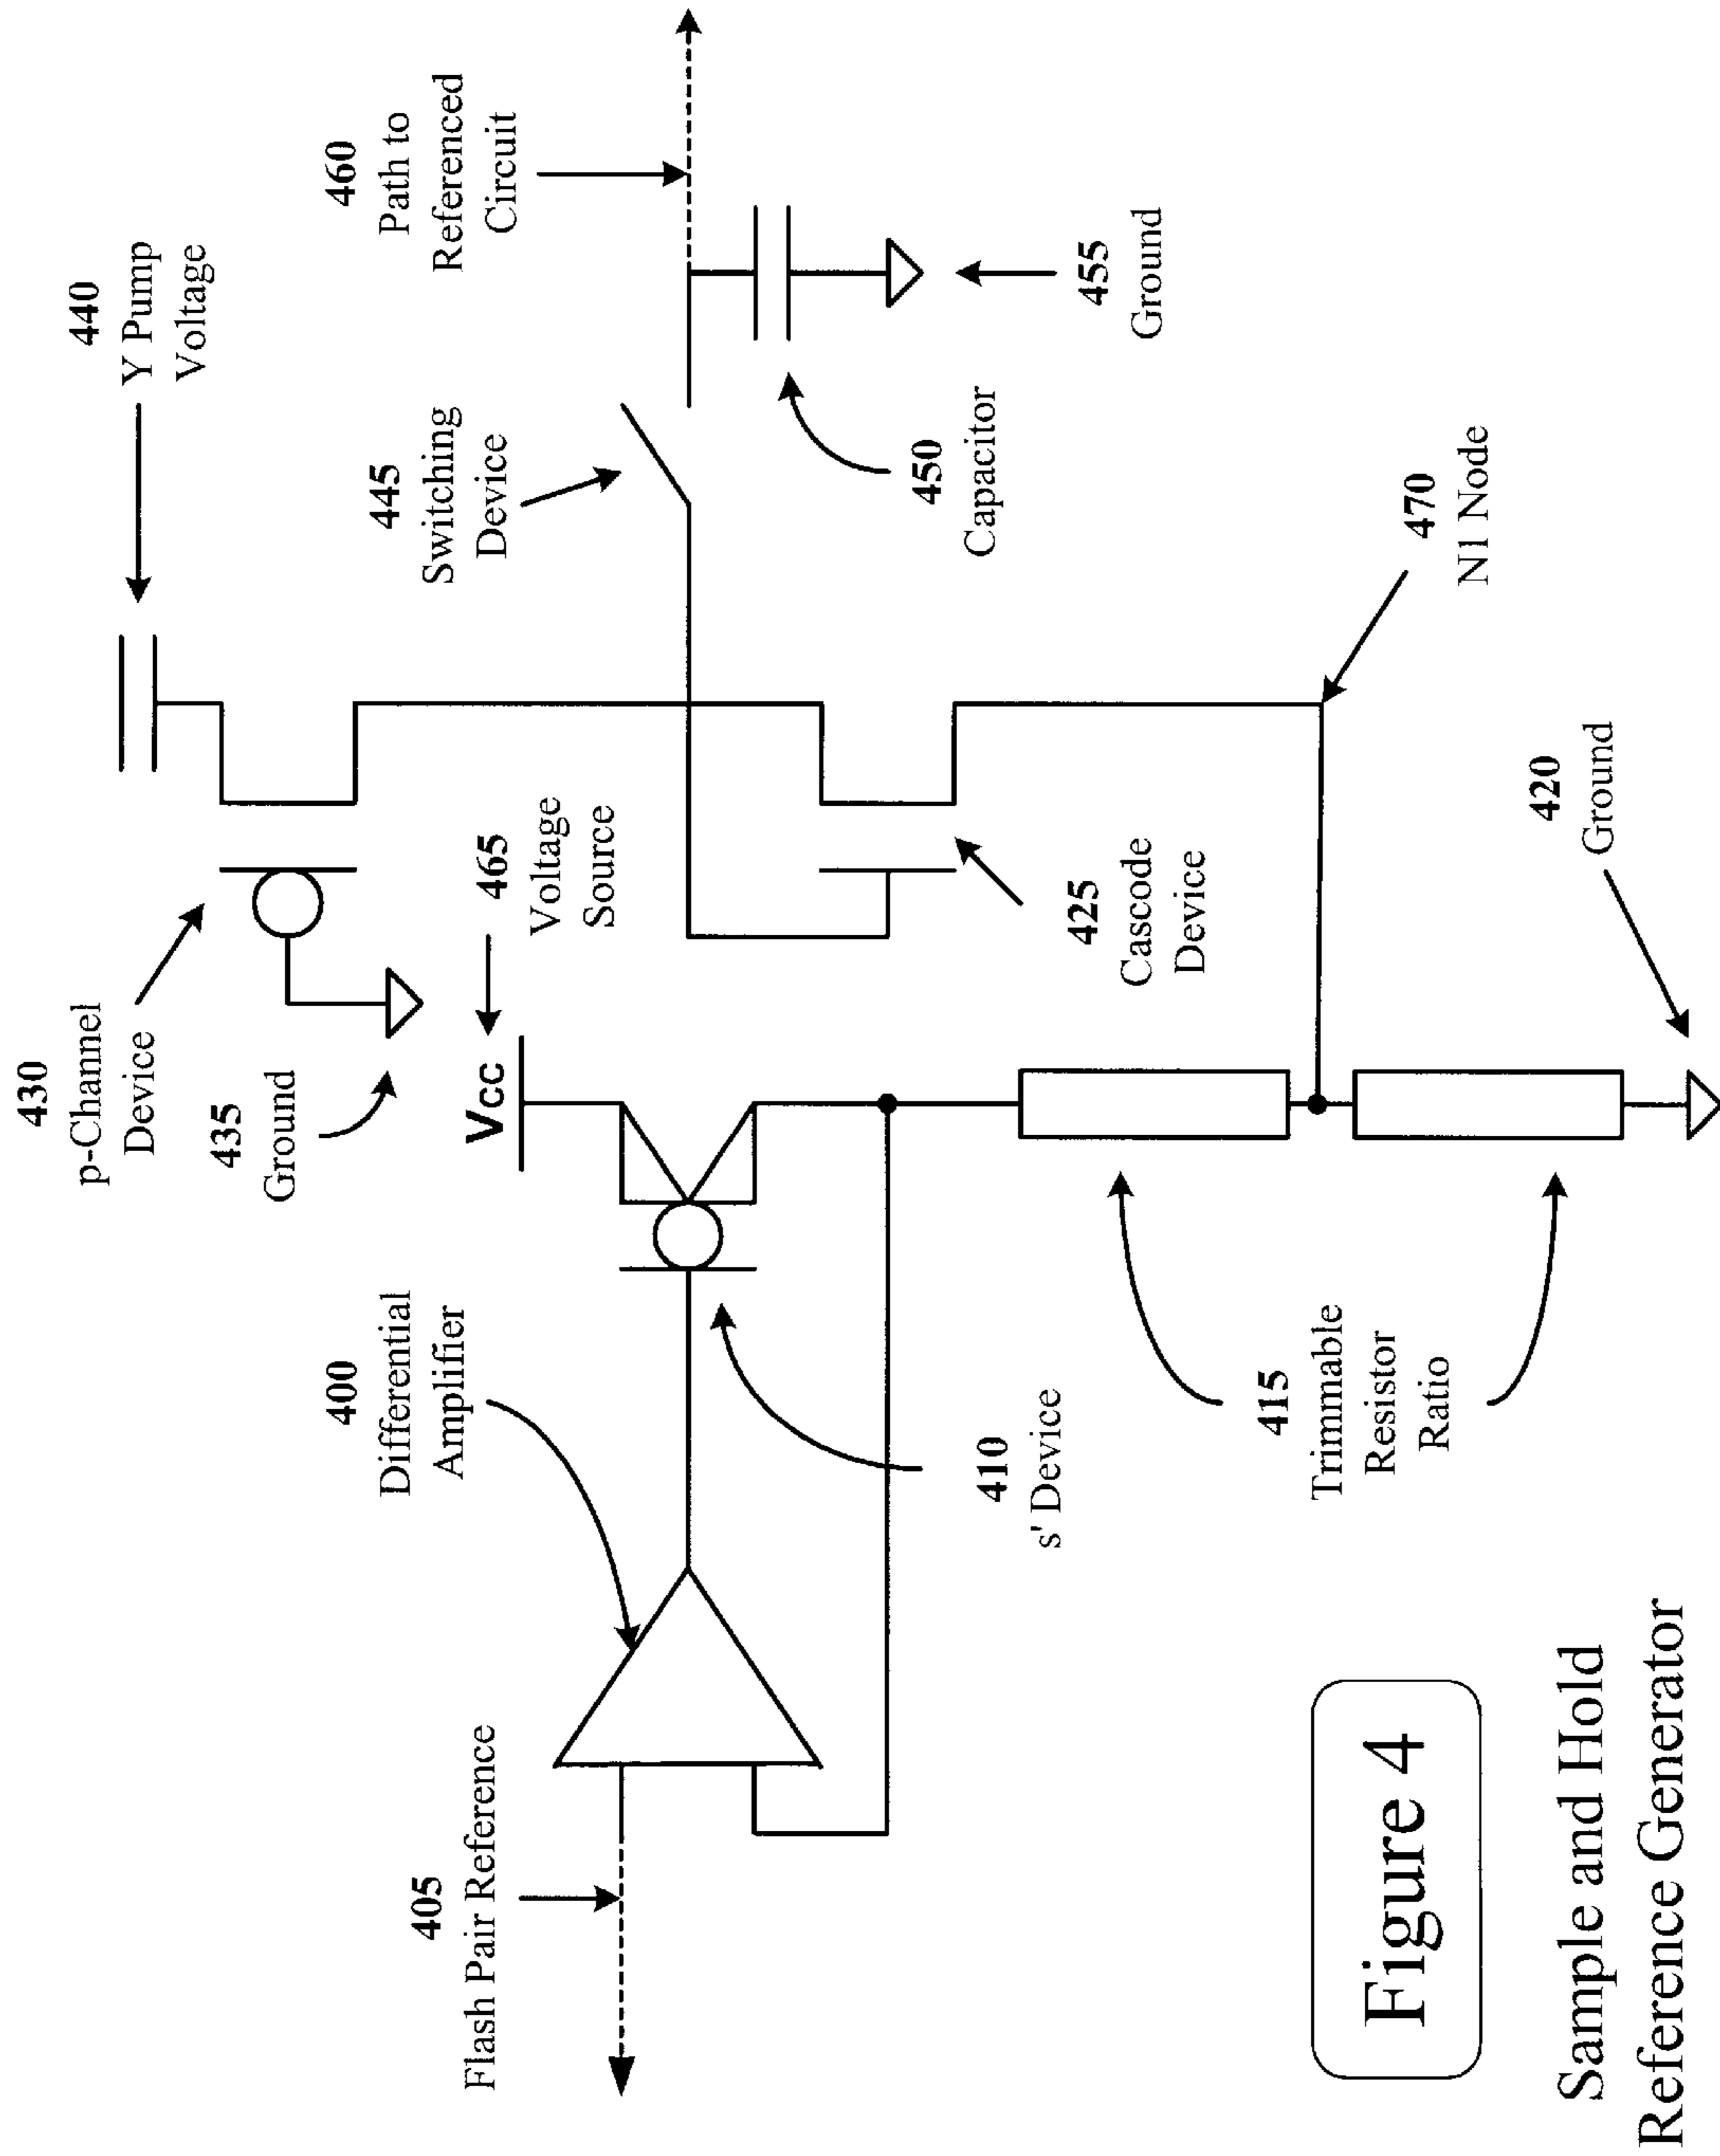 440
Y Pump
Voltage
430
p-Channel
Device
435
Ground
460
Path to
Referenced
Circuit
445
Switching
Device
465
Voltage
Source
Vcc
400
Differential
Amplifier
405
Flash Pair Reference
455
Ground
450
Capacitor
425
Cascode
Device
410
s' Device
470
N1 Node
415
Trimmable
Resistor
Ratio
420
Ground
Figure 4
Sample and Hold
Reference Generator